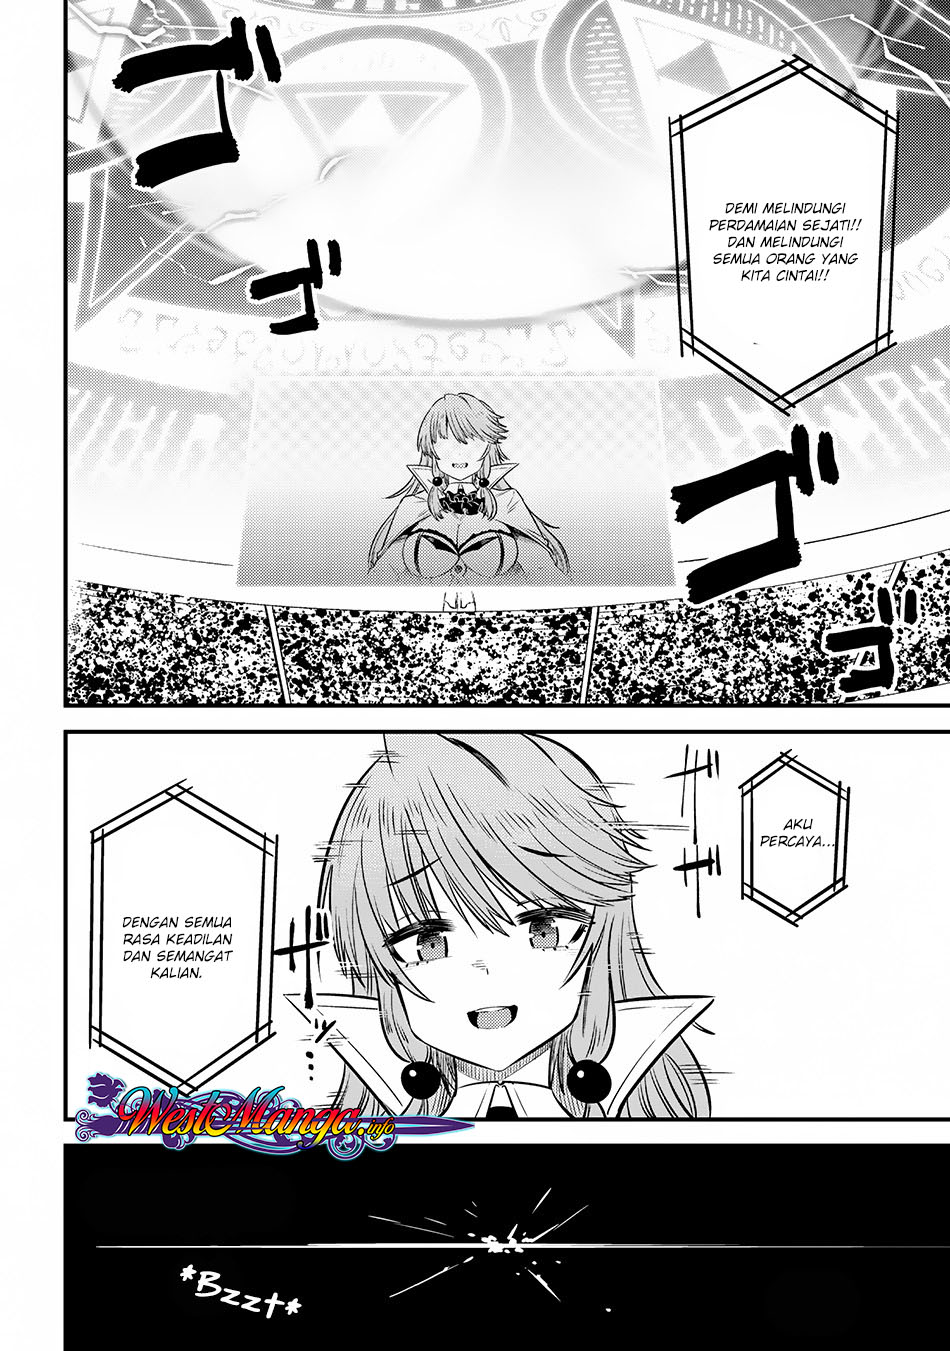 DEMI MELINDUNGI
PERDAMAIAN SEJATI!!
DAN MELINDUNGI
SEMUA ORANG YANG
KITA CINTAI!!
ゴゴ
ゴゴ
AKU
PERCAYA...
DENGAN SEMUA
RASA KEADILAN
DAN SEMANGAT
KALIAN.
WestManga.info
*Bzzt*